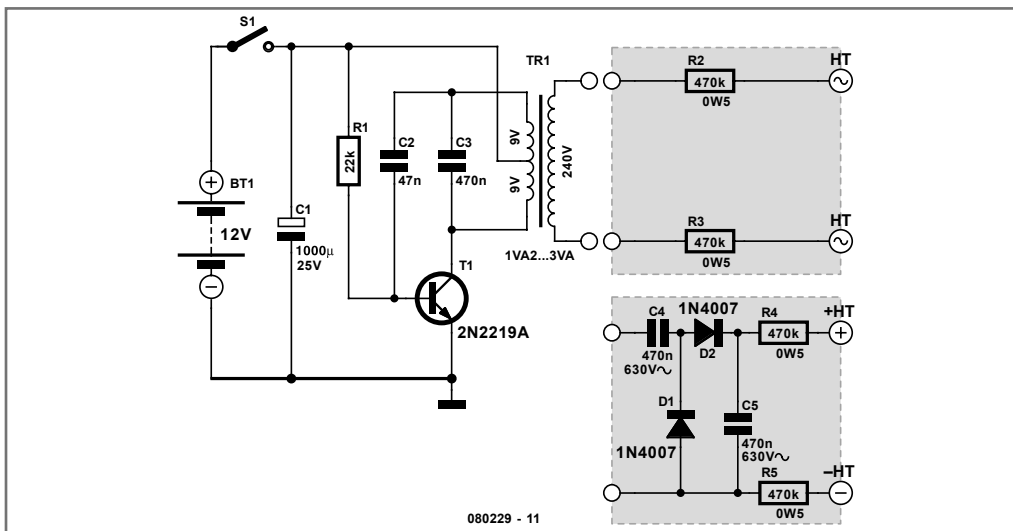 S1
BT1
12V
C1
1000µ
25V
R1
22k
C2
47n
C3
470n
T1
2N2219A
TR1
9V
9V
240V
1VA2...3VA
R2
470k
0W5
HT
R3
470k
0W5
HT
C4
470n
630V
1N4007
D2
D1
1N4007
C5
470n
630V
R4
470k
0W5
+HT
R5
470k
0W5
–HT
080229 - 11